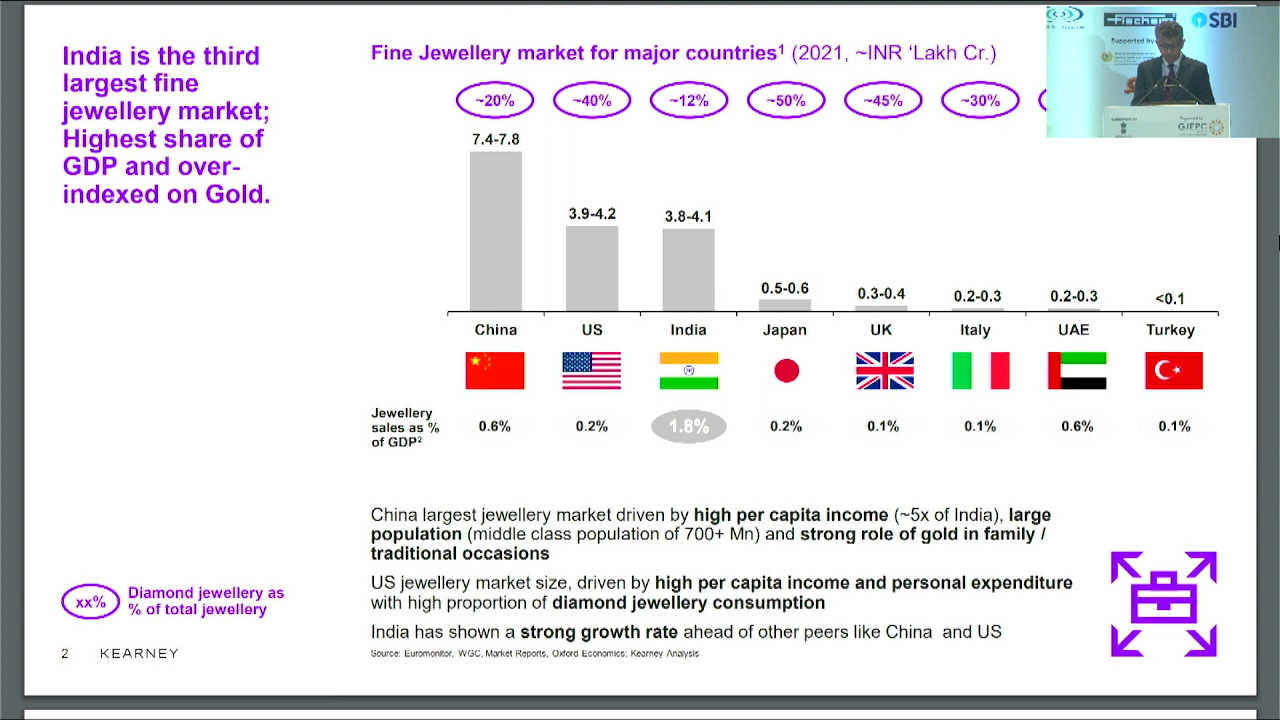 India is the third
largest fine
jewellery market;
Highest share of
GDP and over-
indexed on Gold.
Fine Jewellery market for major countries¹ (2021, ~INR ‘Lakh Cr.)
SBI
Supported by
GJEPC
~20% ~40% ~12% ~50% ~45% ~30%
7.4-7.8
3.9-4.2 3.8-4.1
0.5-0.6 0.3-0.4 0.2-0.3 0.2-0.3 <0.1
China US India Japan UK Italy UAE Turkey
Jewellery
sales as %
of GDP²
0.6% 0.2% 1.8% 0.2% 0.1% 0.1% 0.6% 0.1%
China largest jewellery market driven by high per capita income (~5x of India), large
population (middle class population of 700+ Mn) and strong role of gold in family /
traditional occasions
US jewellery market size, driven by high per capita income and personal expenditure
with high proportion of diamond jewellery consumption
India has shown a strong growth rate ahead of other peers like China and US
Source: Euromonitor, WGC, Market Reports, Oxford Economics; Kearney Analysis
xx% Diamond jewellery as
% of total jewellery
2 KEARNEY